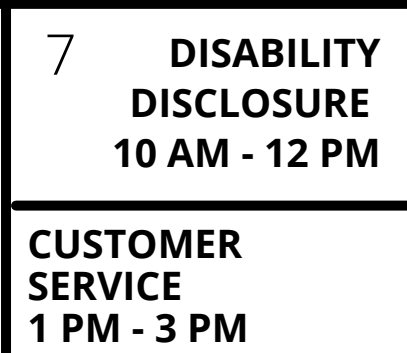 7
DISABILITY
DISCLOSURE
10 AM - 12 PM
CUSTOMER
SERVICE
1 PM - 3 PM